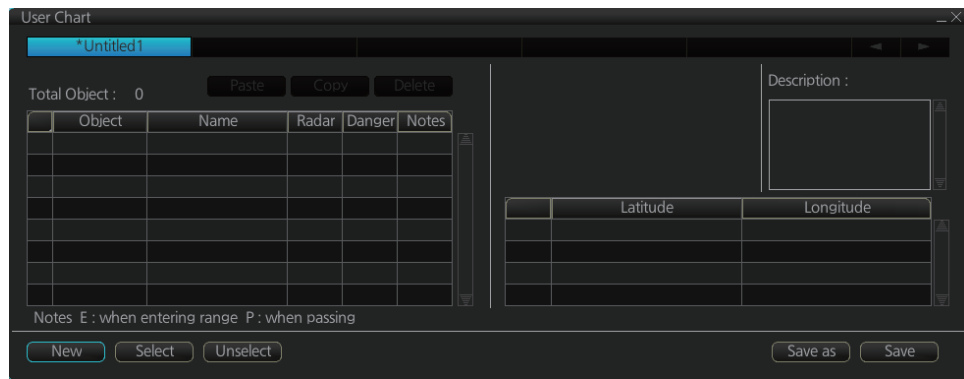 User Chart
*Untitled1
Total Object : 0
Paste Copy Delete
Description :
Object Name Radar Danger Notes
Latitude Longitude
Notes E : when entering range P : when passing
New Select Unselect Save as Save